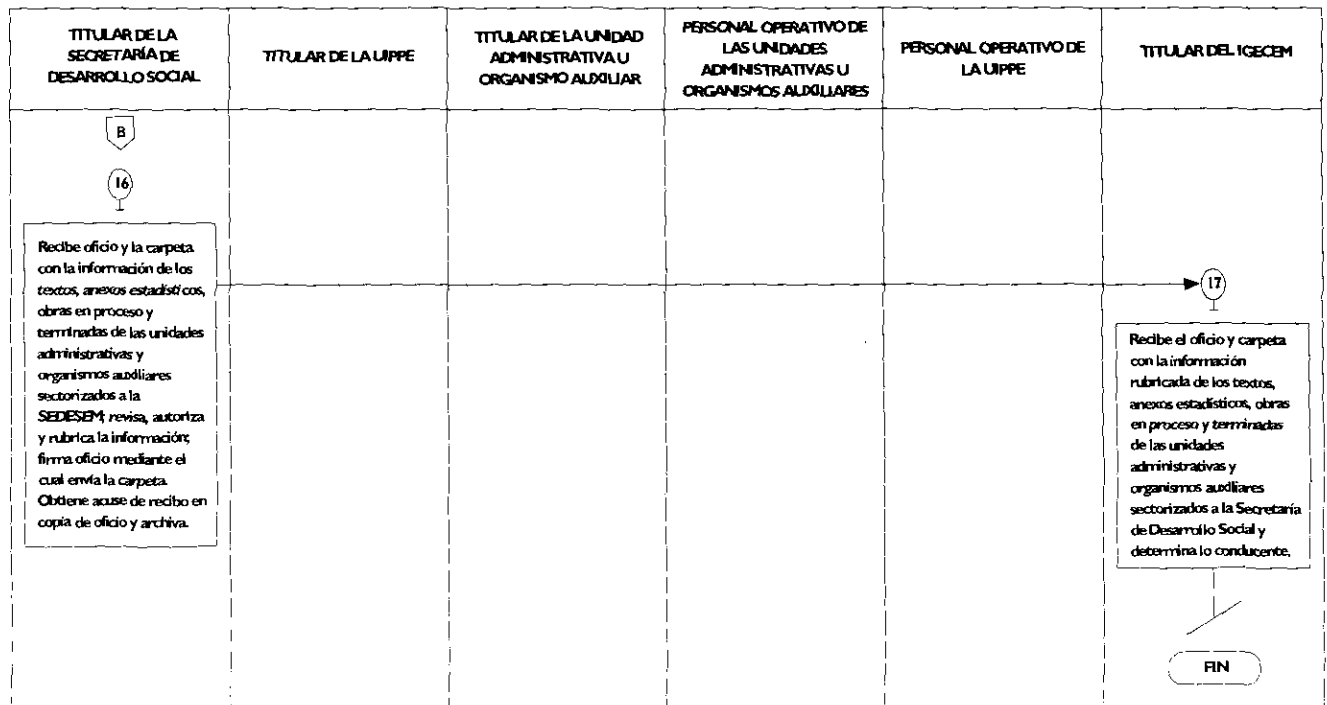 TITULAR DE LA
SECRETARÍA DE
DESARROLLO SOCIAL
TITULAR DE LA UIPPE
TITULAR DE LA UNIDAD
ADMINISTRATIVA U
ORGANISMO AUXILIAR
PERSONAL OPERATIVO DE
LAS UNIDADES
ADMINISTRATIVAS U
ORGANISMOS AUXILIARES
PERSONAL OPERATIVO DE
LA UIPPE
TITULAR DEL IGECEM
B
16
Recibe oficio y la carpeta
con la información de los
textos, anexos estadísticos,
obras en proceso y
terminadas de las unidades
administrativas y
organismos auxiliares
sectorizados a la
SEDESEM; revisa, autoriza
y rubrica la información;
firma oficio mediante el
cual envía la carpeta.
Obtiene acuse de recibo en
copia de oficio y archiva.
17
Recibe el oficio y carpeta
con la información
rubricada de los textos,
anexos estadísticos, obras
en proceso y terminadas
de las unidades
administrativas y
organismos auxiliares
sectorizados a la Secretaría
de Desarrollo Social y
determina lo conducente.
FIN